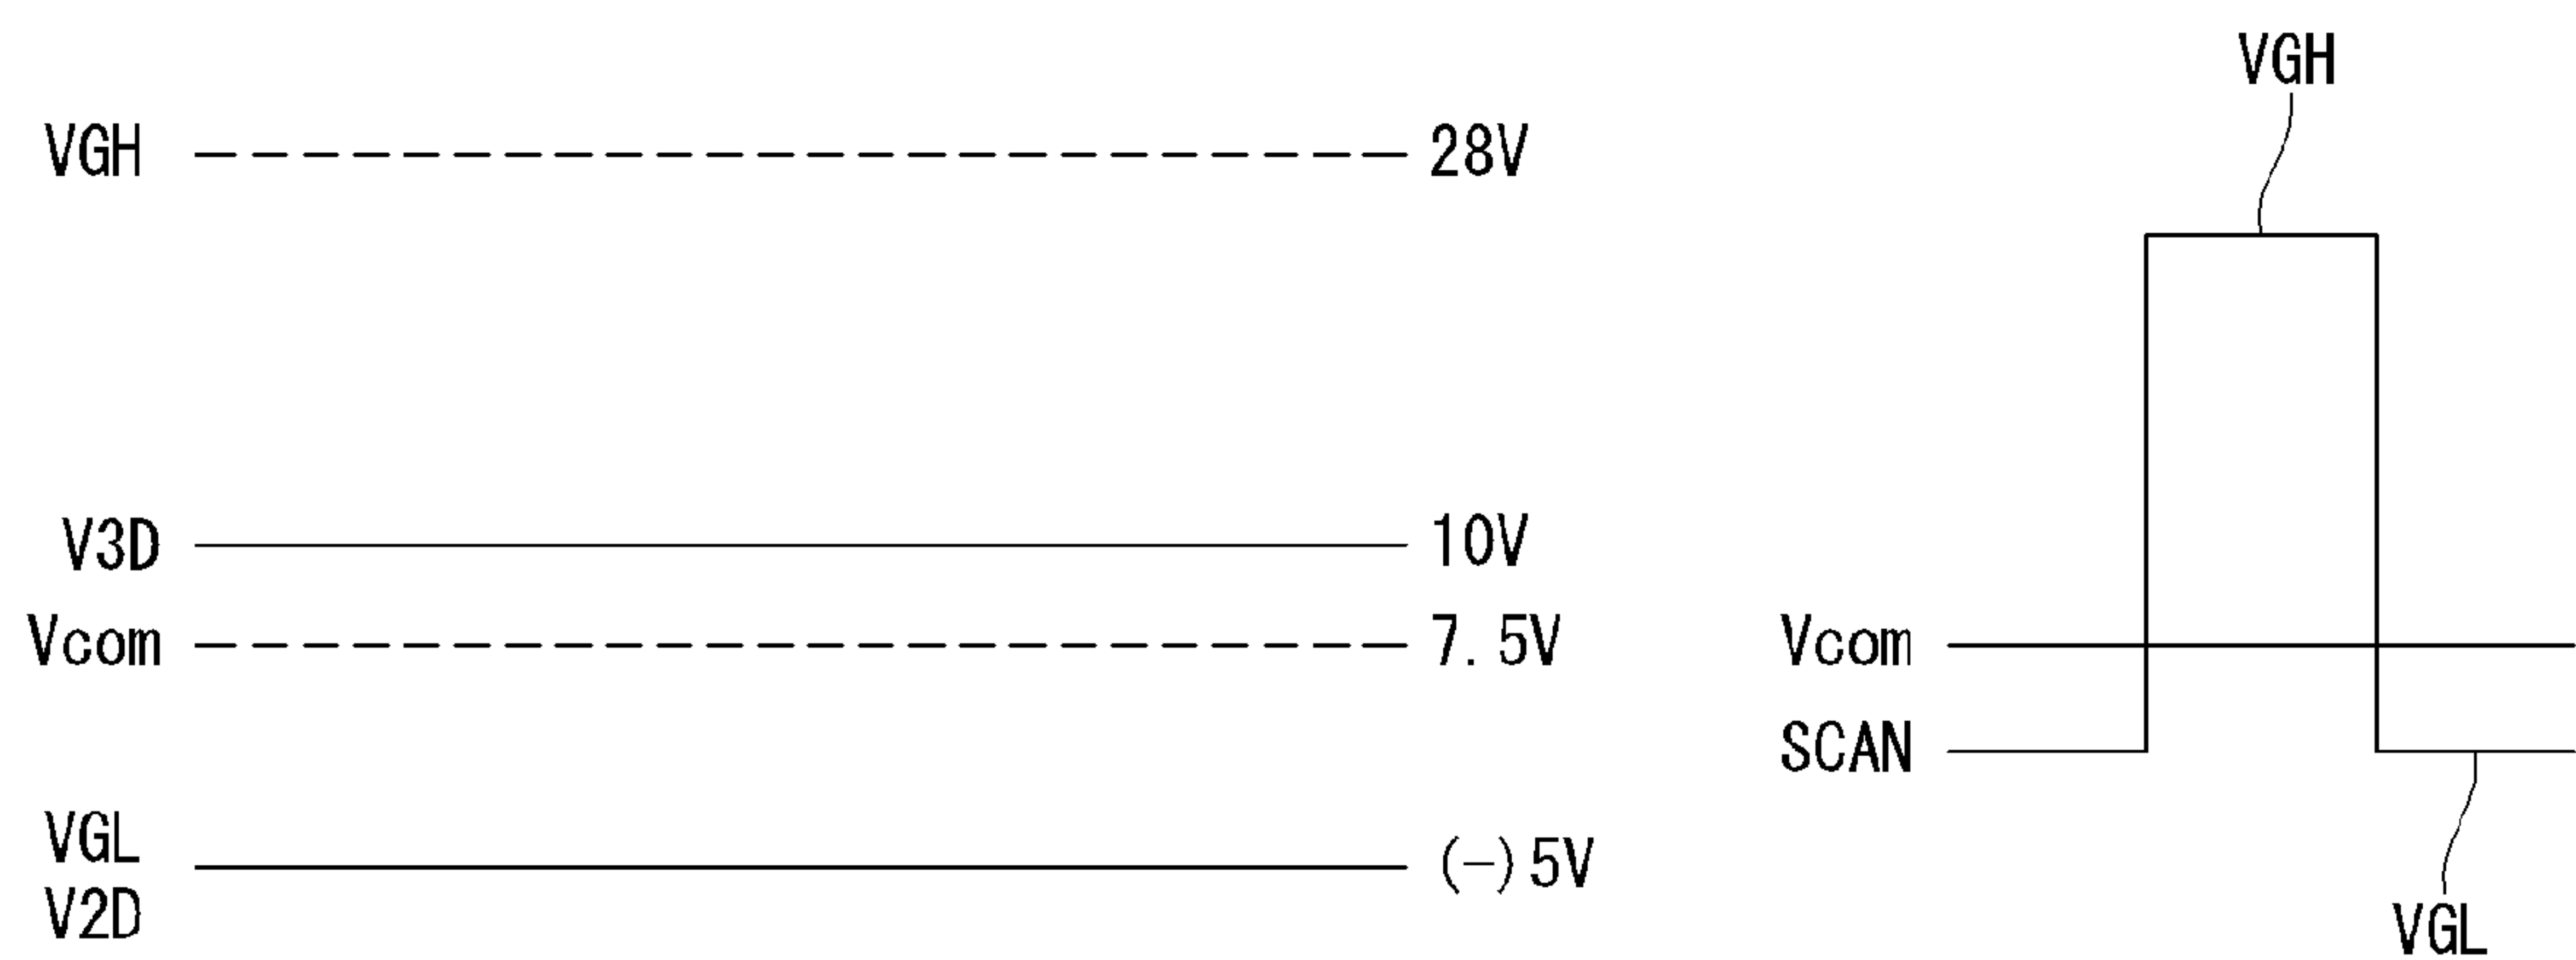 VGH
VGH 28V
V3D 10V
Vcom 7.5V
Vcom
SCAN
VGL
V2D
(-)5V
VGL